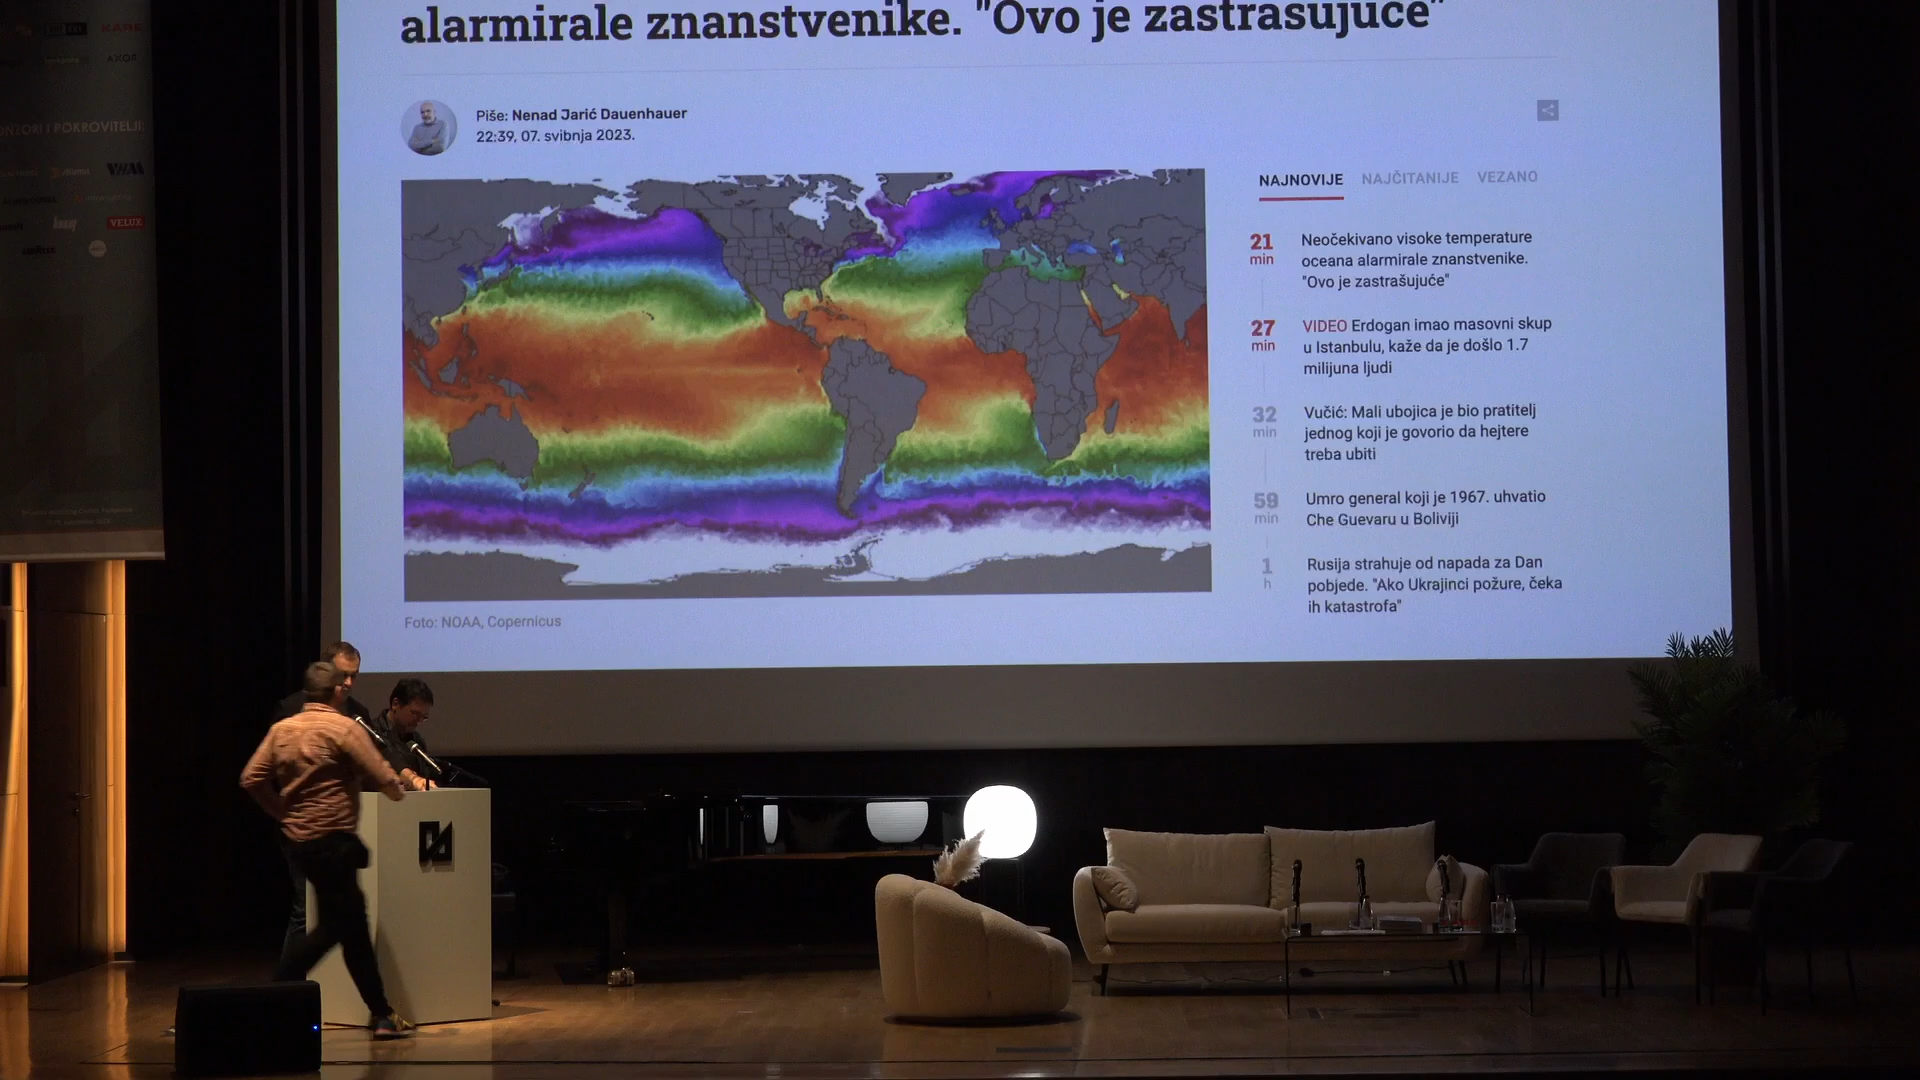 alarmirale znanstvenike. "Ovo je zastrašujuće"
Piše: Nenad Jarić Dauenhauer
22:39, 07. svibnja 2023.
NAJNOVIJE NAJČITANIJE VEZANO
21 min
Neočekivano visoke temperature
oceana alarmirale znanstvenike.
"Ovo je zastrašujuće"
27 min
VIDEO Erdogan imao masovni skup
u Istanbulu, kaže da je došlo 1.7
milijuna ljudi
32 min
Vučić: Mali ubojica je bio pratitelj
jednog koji je govorio da hejtere
treba ubiti
59 min
Umro general koji je 1967. uhvatio
Che Guevaru u Boliviji
1 h
Rusija strahuje od napada za Dan
pobjede. "Ako Ukrajinci požure, čeka
ih katastrofa"
Foto: NOAA, Copernicus
KARE
AXOR
POKROVITELJI:
knauf
VELUX